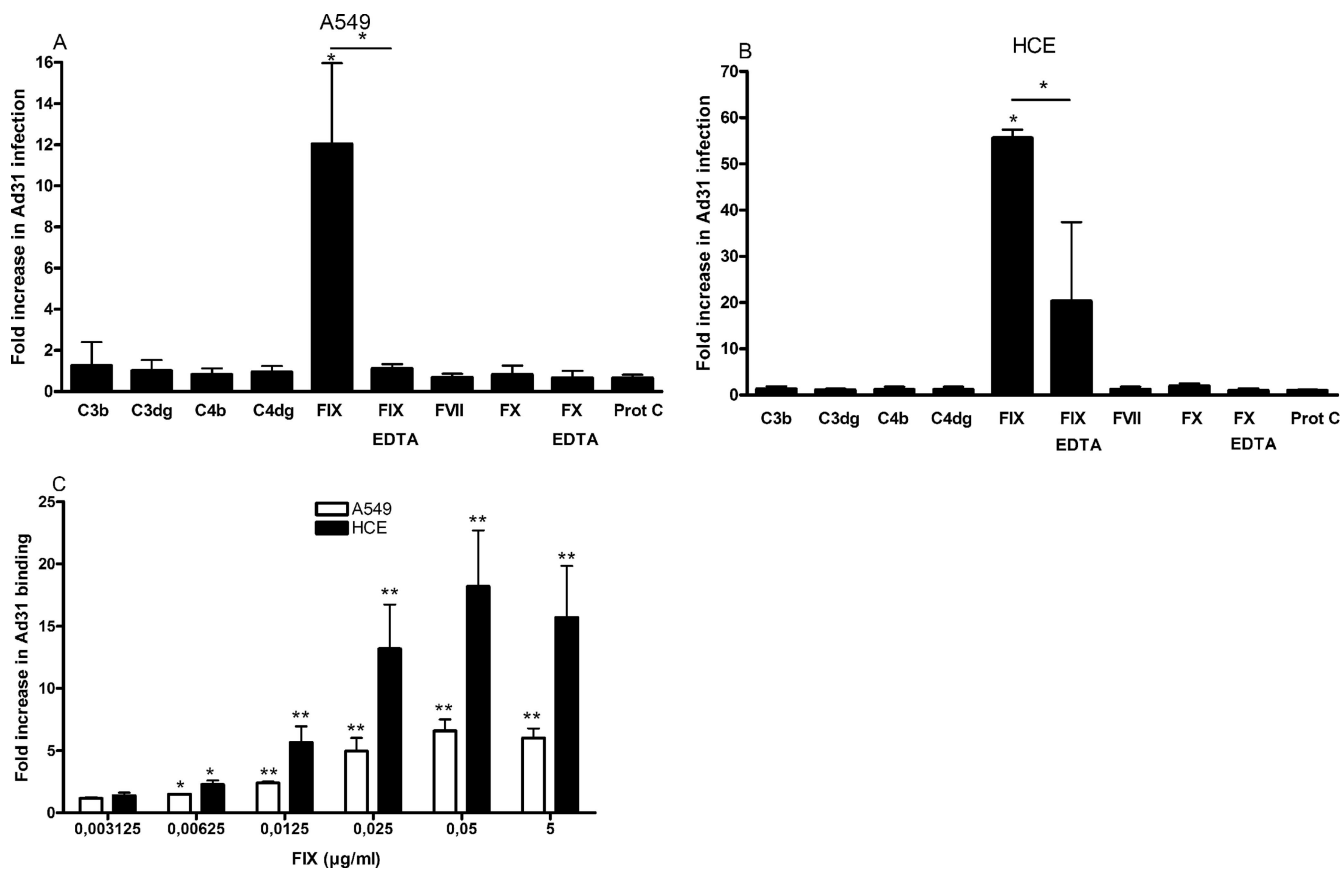 A
A549
*
*
16
14
12
10
8
6
4
2
0
Fold increase in Ad31 infection
C3b C3dg C4b C4dg FIX FIX FVII FX FX Prot C
EDTA EDTA
B
HCE
*
*
70
60
50
40
30
20
10
0
Fold increase in Ad31 infection
C3b C3dg C4b C4dg FIX FIX FVII FX FX Prot C
EDTA EDTA
C
A549
HCE
25
20
15
10
5
0
Fold increase in Ad31 binding
* * ** ** ** ** ** ** ** **
0,003125 0,00625 0,0125 0,025 0,05 5
FIX (µg/ml)